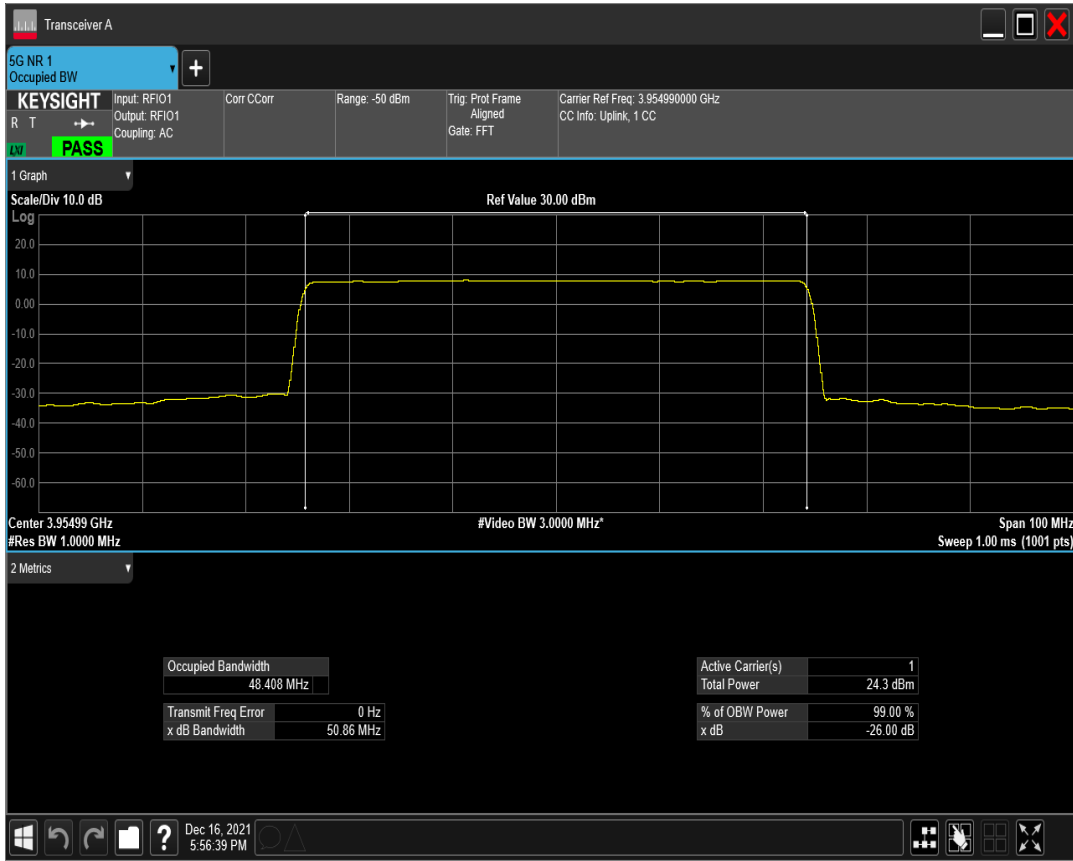 Transceiver A
5G NR 1
Occupied BW
+
KEYSIGHT
R T
LXI
PASS
Input: RFIO1
Output: RFIO1
Coupling: AC
Corr CCorr
Range: -50 dBm
Trig: Prot Frame
Aligned
Gate: FFT
Carrier Ref Freq: 3.954990000 GHz
CC Info: Uplink, 1 CC
1 Graph
Scale/Div 10.0 dB
Ref Value 30.00 dBm
Log
20.0
10.0
0.00
-10.0
-20.0
-30.0
-40.0
-50.0
-60.0
Center 3.95499 GHz
#Video BW 3.0000 MHz*
Span 100 MHz
#Res BW 1.0000 MHz
Sweep 1.00 ms (1001 pts)
2 Metrics
Occupied Bandwidth
48.408 MHz
Transmit Freq Error 0 Hz
x dB Bandwidth 50.86 MHz
Active Carrier(s) 1
Total Power 24.3 dBm
% of OBW Power 99.00 %
x dB -26.00 dB
?
Dec 16, 2021
5:56:39 PM